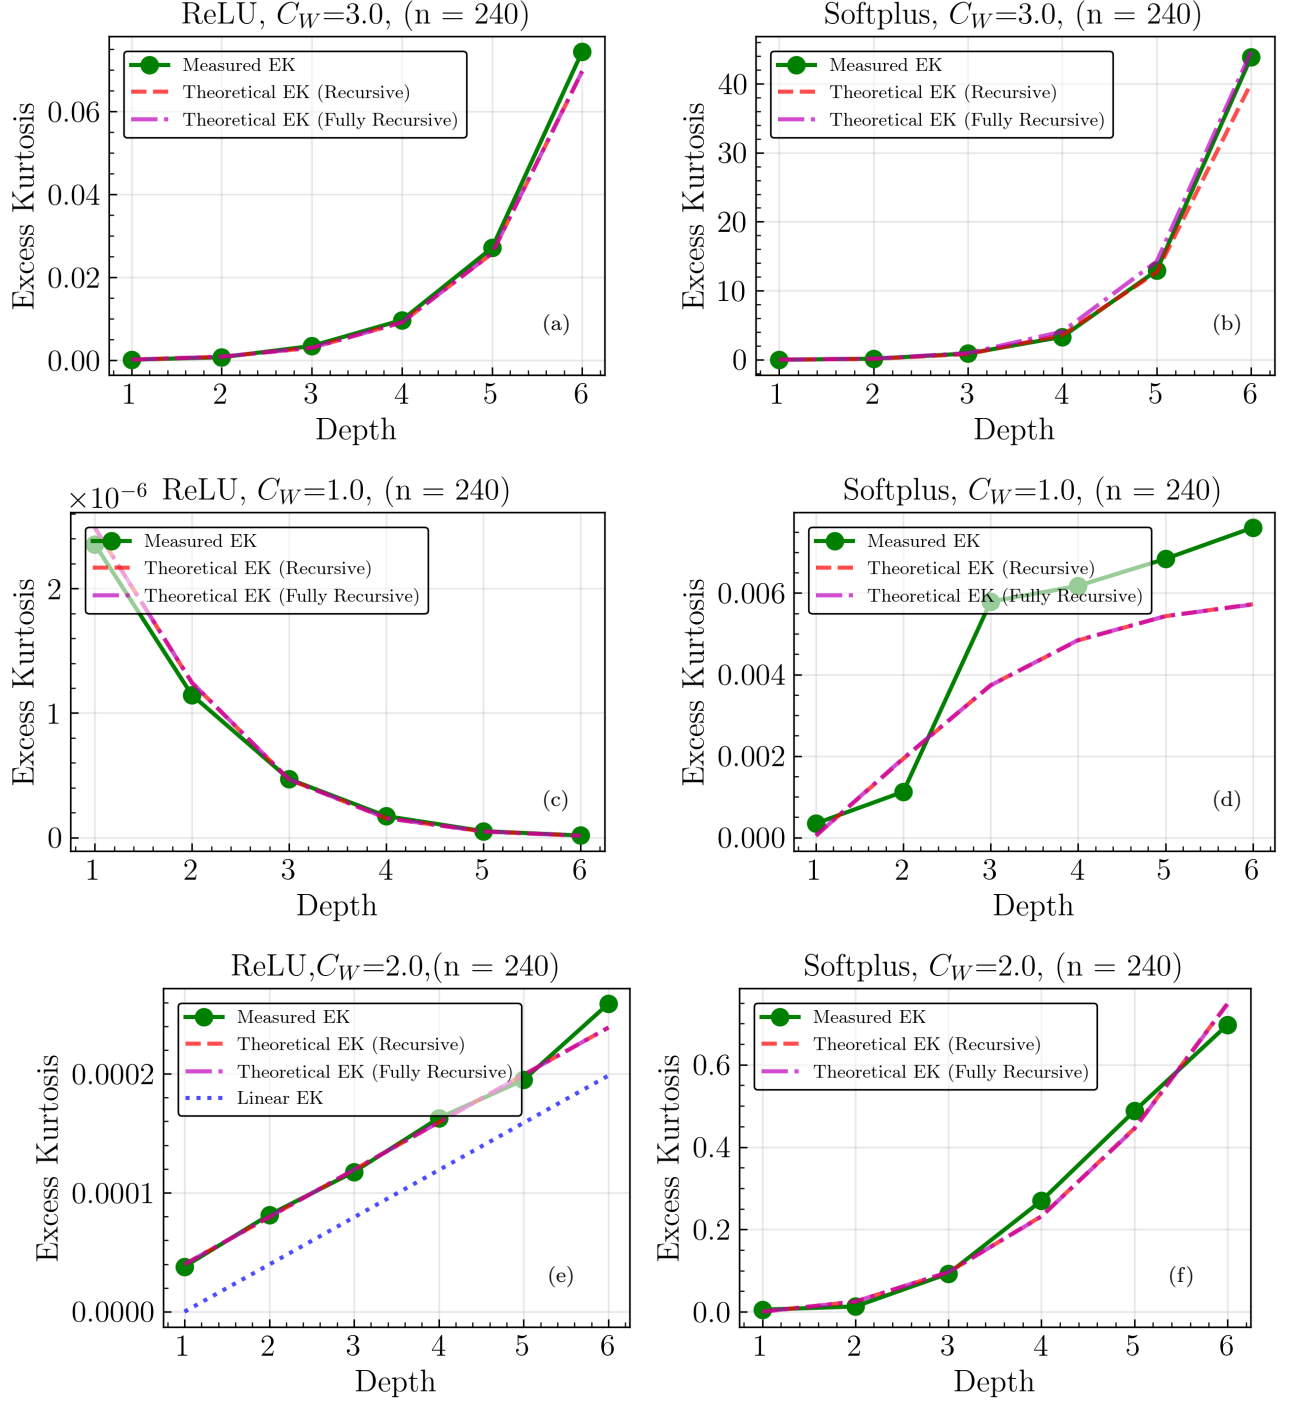 ReLU, C_W=3.0, (n = 240)
Excess Kurtosis
0.06
0.04
0.02
0.00
Measured EK
Theoretical EK (Recursive)
Theoretical EK (Fully Recursive)
(a)
1 2 3 4 5 6
Depth
Softplus, C_W=3.0, (n = 240)
Excess Kurtosis
40
30
20
10
0
Measured EK
Theoretical EK (Recursive)
Theoretical EK (Fully Recursive)
(b)
1 2 3 4 5 6
Depth
×10⁻⁶ ReLU, C_W=1.0, (n = 240)
Excess Kurtosis
2
1
0
Measured EK
Theoretical EK (Recursive)
Theoretical EK (Fully Recursive)
(c)
1 2 3 4 5 6
Depth
Softplus, C_W=1.0, (n = 240)
Excess Kurtosis
0.006
0.004
0.002
0.000
Measured EK
Theoretical EK (Recursive)
Theoretical EK (Fully Recursive)
(d)
1 2 3 4 5 6
Depth
ReLU,C_W=2.0,(n = 240)
Excess Kurtosis
0.0002
0.0001
0.0000
Measured EK
Theoretical EK (Recursive)
Theoretical EK (Fully Recursive)
Linear EK
(e)
1 2 3 4 5 6
Depth
Softplus, C_W=2.0, (n = 240)
Excess Kurtosis
0.6
0.4
0.2
0.0
Measured EK
Theoretical EK (Recursive)
Theoretical EK (Fully Recursive)
(f)
1 2 3 4 5 6
Depth